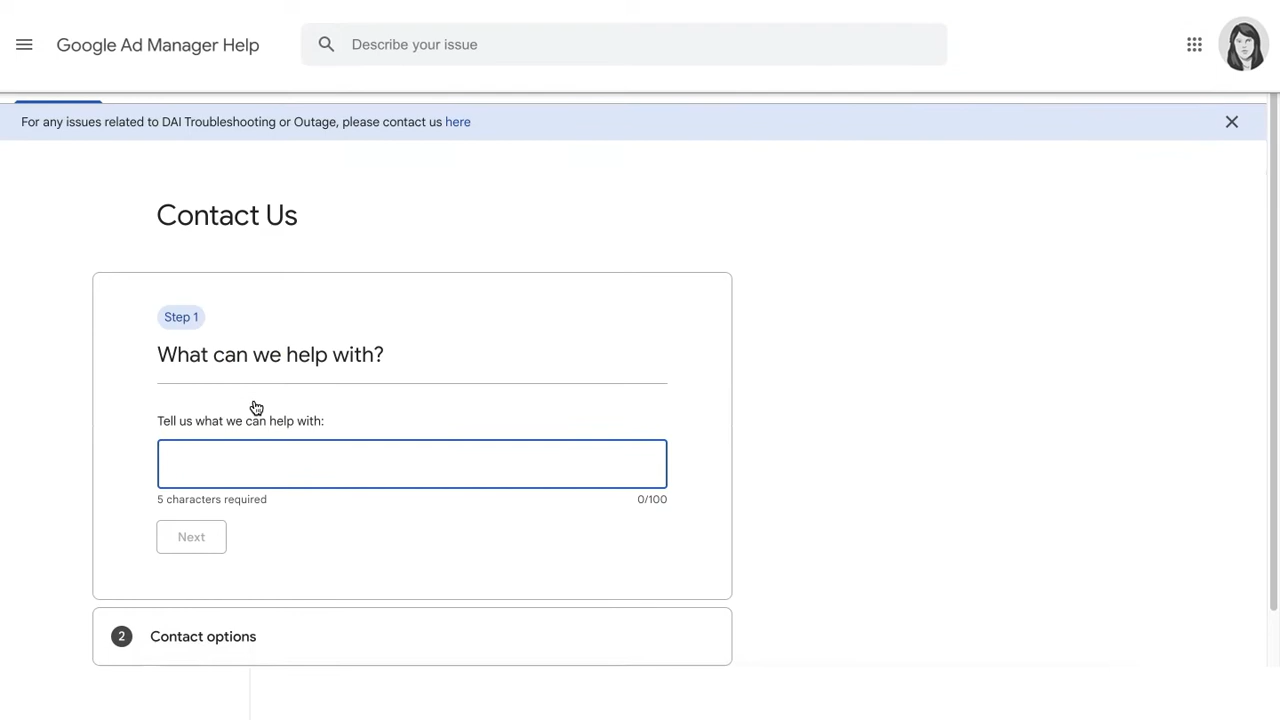 Google Ad Manager Help
Describe your issue
For any issues related to DAI Troubleshooting or Outage, please contact us here
Contact Us
Step 1
What can we help with?
Tell us what we can help with:
5 characters required
0/100
Next
2
Contact options